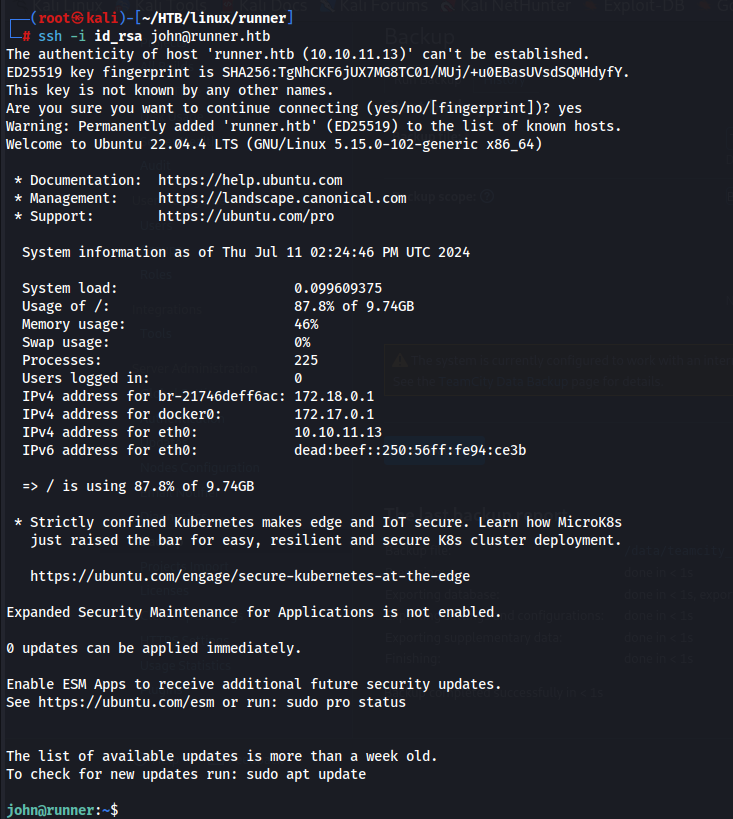 Kali Docs Kali Forums Kali NetHunter Exploit-DB
Backup
┌──(root㉿kali)-[~/HTB/linux/runner]
└─# ssh -i id_rsa john@runner.htb
The authenticity of host 'runner.htb (10.10.11.13)' can't be established.
ED25519 key fingerprint is SHA256:TgNhCKF6jUX7MG8TC01/MUj/+u0EBasUVsdSQMHdyfY.
This key is not known by any other names.
Are you sure you want to continue connecting (yes/no/[fingerprint])? yes
Warning: Permanently added 'runner.htb' (ED25519) to the list of known hosts.
Welcome to Ubuntu 22.04.4 LTS (GNU/Linux 5.15.0-102-generic x86_64)
* Documentation:  https://help.ubuntu.com
* Management:     https://landscape.canonical.com
* Support:        https://ubuntu.com/pro
System information as of Thu Jul 11 02:24:46 PM UTC 2024
System load:                      0.099609375
Usage of /:                       87.8% of 9.74GB
Memory usage:                     46%
Swap usage:                       0%
Processes:                        225
Users logged in:                  0
IPv4 address for br-21746deff6ac: 172.18.0.1
IPv4 address for docker0:         172.17.0.1
IPv4 address for eth0:            10.10.11.13
IPv6 address for eth0:            dead:beef::250:56ff:fe94:ce3b
=> / is using 87.8% of 9.74GB
* Strictly confined Kubernetes makes edge and IoT secure. Learn how MicroK8s
just raised the bar for easy, resilient and secure K8s cluster deployment.
https://ubuntu.com/engage/secure-kubernetes-at-the-edge
Expanded Security Maintenance for Applications is not enabled.
0 updates can be applied immediately.
Enable ESM Apps to receive additional future security updates.
See https://ubuntu.com/esm or run: sudo pro status
The list of available updates is more than a week old.
To check for new updates run: sudo apt update
john@runner:~$